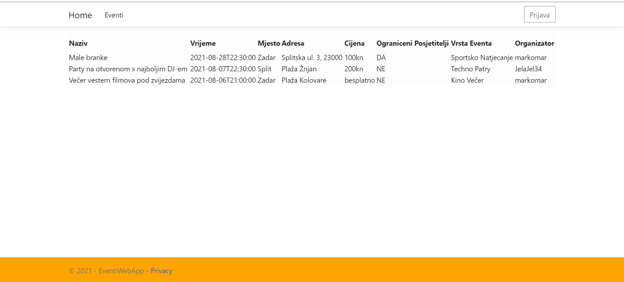 Home Eventi Prijava
Naziv Vrijeme Mjesto Adresa Cijena Ograniceni Posjetitelji Vrsta Eventa Organizator
Male branke 2021-08-28T22:30:00 Zadar Splitska ul. 3, 23000 100kn DA Sportsko Natjecanje markomar
Party na otvorenom s najboljim DJ-em 2021-08-07T22:30:00 Split Plaža Žnjan 200kn NE Techno Patry JelaJel34
Večer vestern filmova pod zvijezdama 2021-08-06T21:00:00 Zadar Plaža Kolovare besplatno NE Kino Večer markomar
© 2021 - EventiWebApp - Privacy